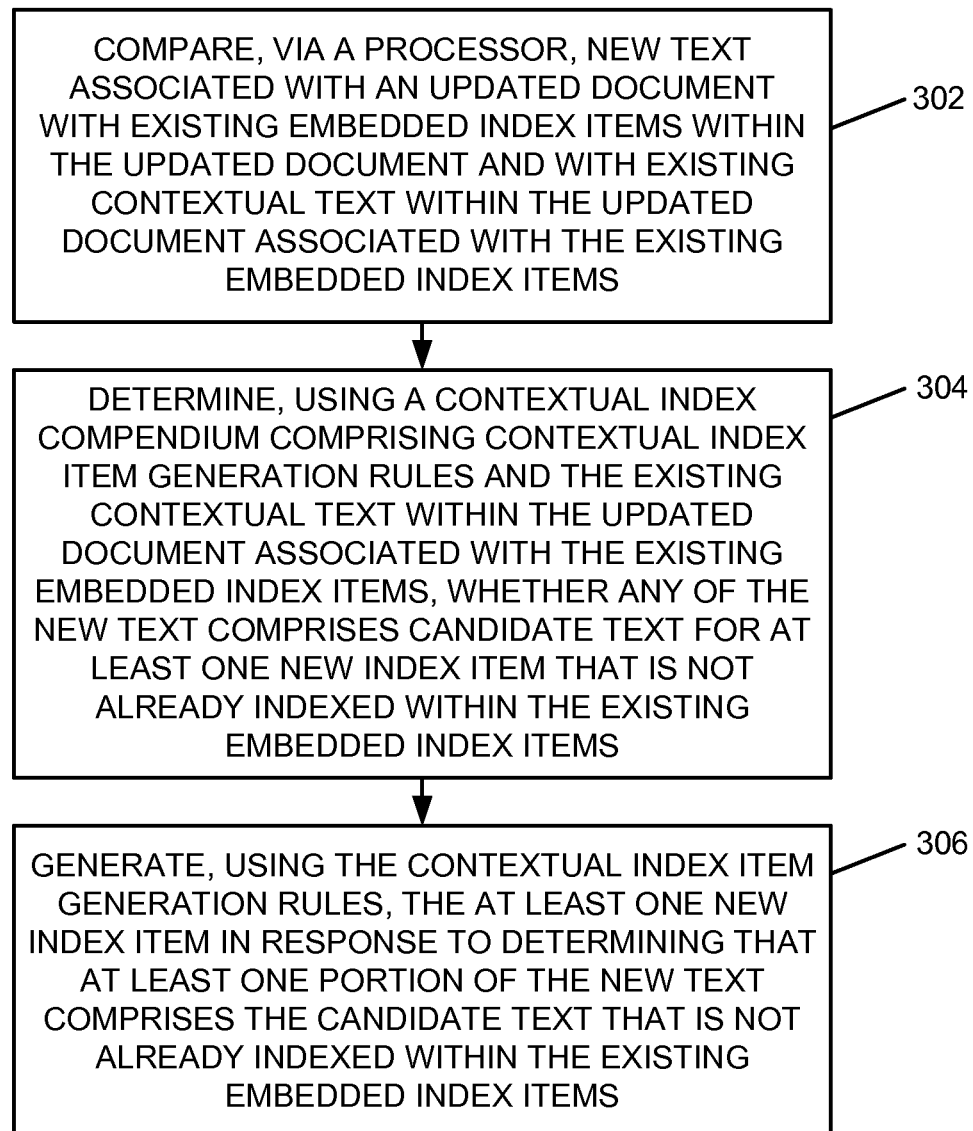 COMPARE, VIA A PROCESSOR, NEW TEXT
ASSOCIATED WITH AN UPDATED DOCUMENT
WITH EXISTING EMBEDDED INDEX ITEMS WITHIN
THE UPDATED DOCUMENT AND WITH EXISTING
CONTEXTUAL TEXT WITHIN THE UPDATED
DOCUMENT ASSOCIATED WITH THE EXISTING
EMBEDDED INDEX ITEMS
302
DETERMINE, USING A CONTEXTUAL INDEX
COMPENDIUM COMPRISING CONTEXTUAL INDEX
ITEM GENERATION RULES AND THE EXISTING
CONTEXTUAL TEXT WITHIN THE UPDATED
DOCUMENT ASSOCIATED WITH THE EXISTING
EMBEDDED INDEX ITEMS, WHETHER ANY OF THE
NEW TEXT COMPRISES CANDIDATE TEXT FOR AT
LEAST ONE NEW INDEX ITEM THAT IS NOT
ALREADY INDEXED WITHIN THE EXISTING
EMBEDDED INDEX ITEMS
304
GENERATE, USING THE CONTEXTUAL INDEX ITEM
GENERATION RULES, THE AT LEAST ONE NEW
INDEX ITEM IN RESPONSE TO DETERMINING THAT
AT LEAST ONE PORTION OF THE NEW TEXT
COMPRISES THE CANDIDATE TEXT THAT IS NOT
ALREADY INDEXED WITHIN THE EXISTING
EMBEDDED INDEX ITEMS
306